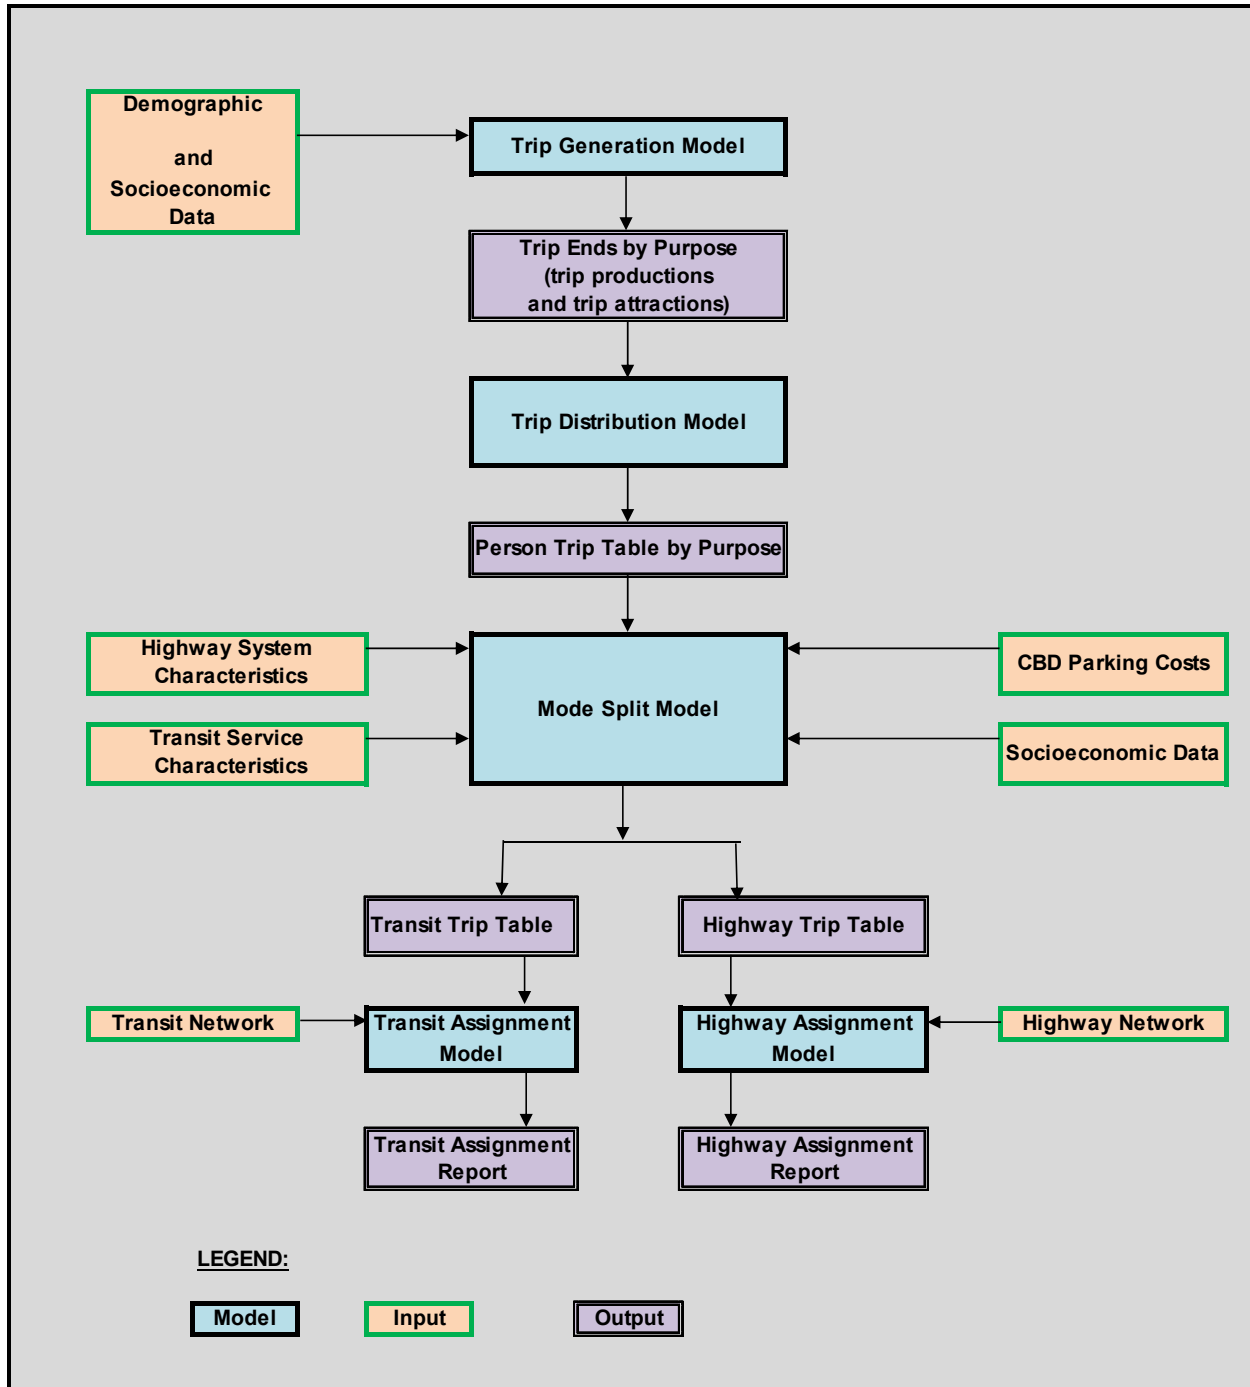 Demographic
and
Socioeconomic
Data
Trip Generation Model
Trip Ends by Purpose
(trip productions
and trip attractions)
Trip Distribution Model
Person Trip Table by Purpose
Highway System
Characteristics
CBD Parking Costs
Mode Split Model
Transit Service
Characteristics
Socioeconomic Data
Transit Trip Table
Highway Trip Table
Transit Network
Transit Assignment
Model
Highway Assignment
Model
Highway Network
Transit Assignment
Report
Highway Assignment
Report
LEGEND:
Model
Input
Output